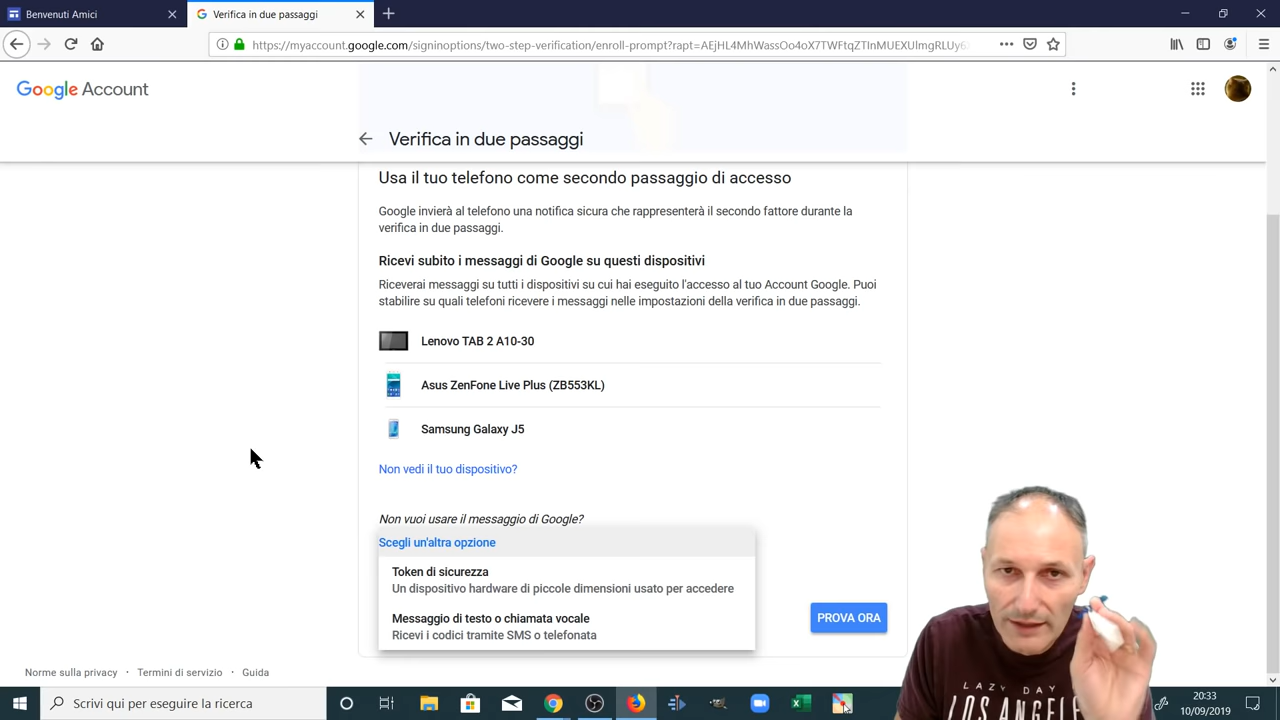 Benvenuti Amici
Verifica in due passaggi
https://myaccount.google.com/signinoptions/two-step-verification/enroll-prompt?rapt=
Google Account
Verifica in due passaggi
Usa il tuo telefono come secondo passaggio di accesso
Google invierà al telefono una notifica sicura che rappresenterà il secondo fattore durante la
verifica in due passaggi.
Ricevi subito i messaggi di Google su questi dispositivi
Riceverai messaggi su tutti i dispositivi su cui hai eseguito l'accesso al tuo Account Google. Puoi
stabilire su quali telefoni ricevere i messaggi nelle impostazioni della verifica in due passaggi.
Lenovo TAB 2 A10-30
Asus ZenFone Live Plus (ZB553KL)
Samsung Galaxy J5
Non vedi il tuo dispositivo?
Non vuoi usare il messaggio di Google?
Scegli un'altra opzione
Token di sicurezza
Un dispositivo hardware di piccole dimensioni usato per accedere
Messaggio di testo o chiamata vocale
Ricevi i codici tramite SMS o telefonata
PROVA ORA
Norme sulla privacy · Termini di servizio · Guida
LAZY DAY
LOS ANGELES
Scrivi qui per eseguire la ricerca
20:33
10/09/2019